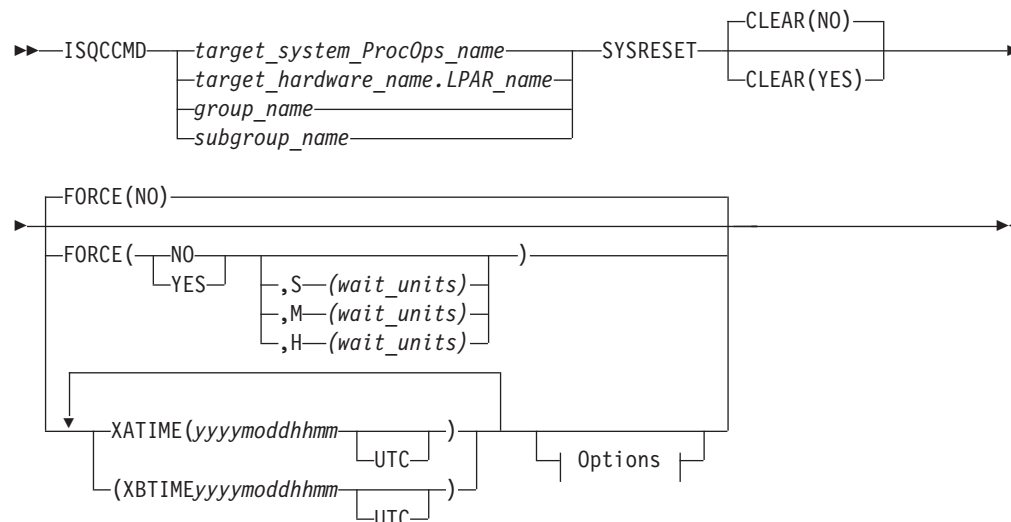 ISQCCMD target_system_ProcOps_name SYSRESET CLEAR(NO)
target_hardware_name.LPAR_name CLEAR(YES)
group_name
subgroup_name
FORCE(NO)
FORCE( NO )
YES ,S (wait_units)
,M (wait_units)
,H (wait_units)
XATIME(yyyymoddhhmm )
UTC Options
(XBTIMEyyyymoddhhmm )
UTC